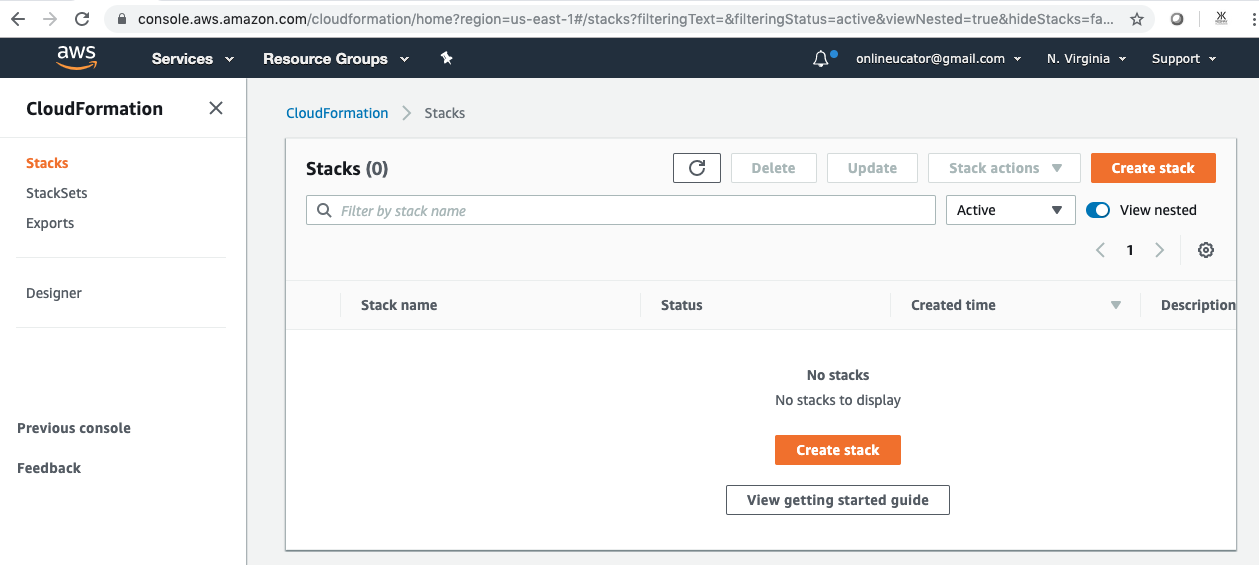 console.aws.amazon.com/cloudformation/home?region=us-east-1#/stacks?filteringText=&filteringStatus=active&viewNested=true&hideStacks=fa...
aws Services Resource Groups onlineucator@gmail.com N. Virginia Support
CloudFormation
Stacks
StackSets
Exports
Designer
Previous console
Feedback
CloudFormation Stacks
Stacks (0) Delete Update Stack actions Create stack
Filter by stack name Active View nested
1
Stack name Status Created time Description
No stacks
No stacks to display
Create stack
View getting started guide